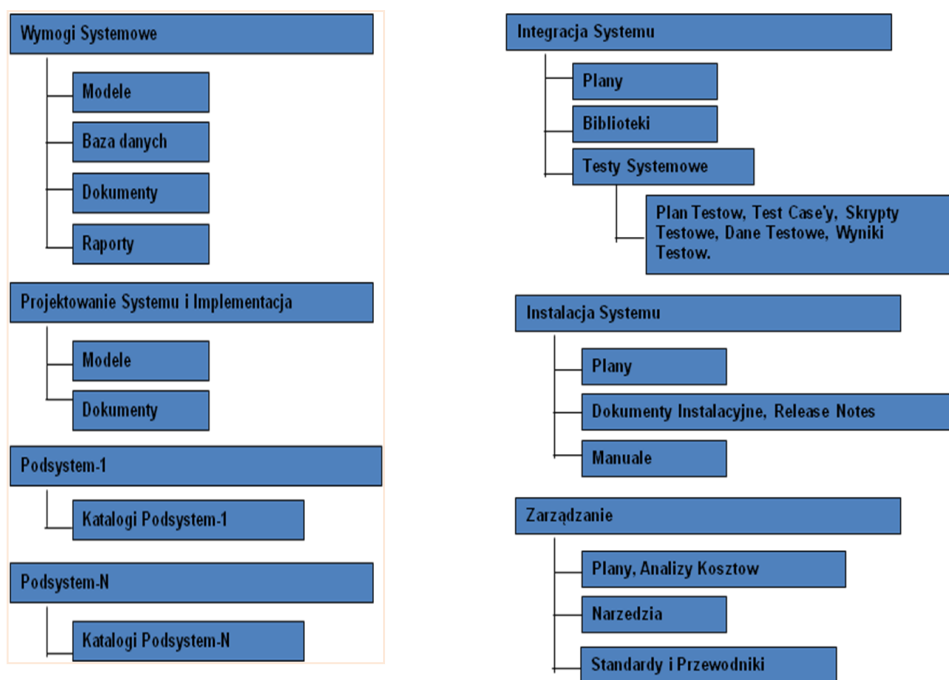 Wymogi Systemowe
Modele
Baza danych
Dokumenty
Raporty
Projektowanie Systemu i Implementacja
Modele
Dokumenty
Podsystem-1
Katalogi Podsystem-1
Podsystem-N
Katalogi Podsystem-N
Integracja Systemu
Plany
Biblioteki
Testy Systemowe
Plan Testow, Test Case'y, Skrypty
Testowe, Dane Testowe, Wyniki
Testow.
Instalacja Systemu
Plany
Dokumenty Instalacyjne, Release Notes
Manuale
Zarządzanie
Plany, Analizy Kosztow
Narzedzia
Standardy i Przewodniki